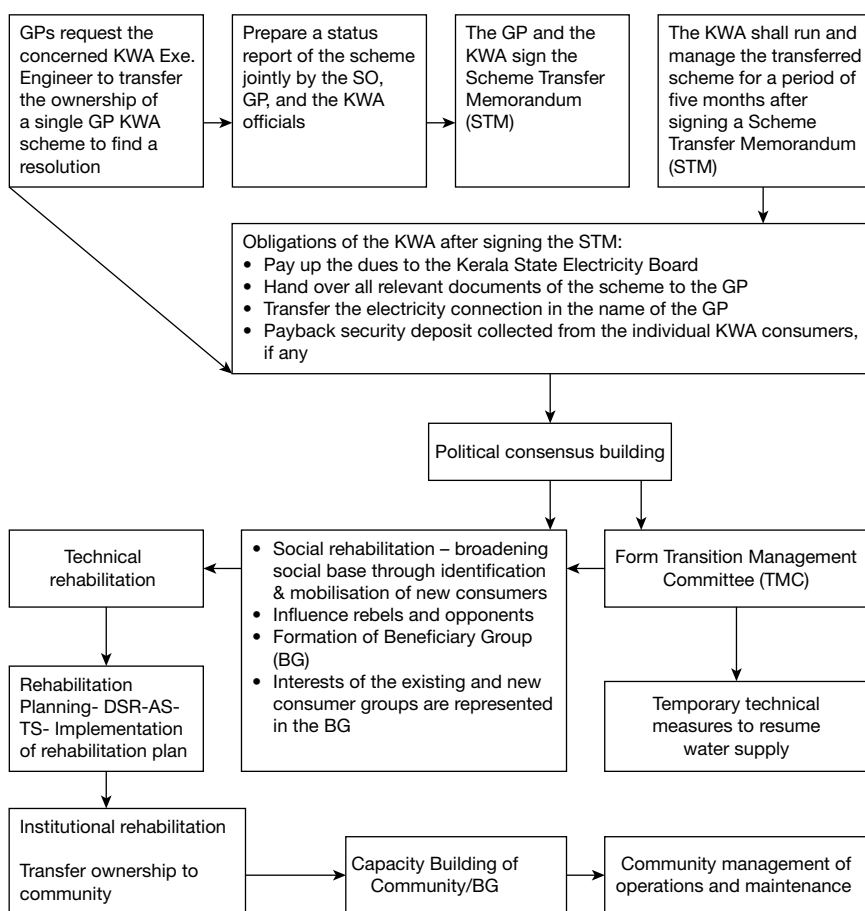 GPs request the
concerned KWA Exe.
Engineer to transfer
the ownership of
a single GP KWA
scheme to find a
resolution
Prepare a status
report of the scheme
jointly by the SO,
GP, and the KWA
officials
The GP and the
KWA sign the
Scheme Transfer
Memorandum
(STM)
The KWA shall run and
manage the transferred
scheme for a period of
five months after
signing a Scheme
Transfer Memorandum
(STM)
Obligations of the KWA after signing the STM:
• Pay up the dues to the Kerala State Electricity Board
• Hand over all relevant documents of the scheme to the GP
• Transfer the electricity connection in the name of the GP
• Payback security deposit collected from the individual KWA consumers,
if any
Political consensus building
Technical
rehabilitation
• Social rehabilitation – broadening
social base through identification
& mobilisation of new consumers
• Influence rebels and opponents
• Formation of Beneficiary Group
(BG)
• Interests of the existing and new
consumer groups are represented
in the BG
Form Transition Management
Committee (TMC)
Rehabilitation
Planning- DSR-AS-
TS- Implementation
of rehabilitation plan
Temporary technical
measures to resume
water supply
Institutional rehabilitation
Transfer ownership to
community
Capacity Building of
Community/BG
Community management of
operations and maintenance